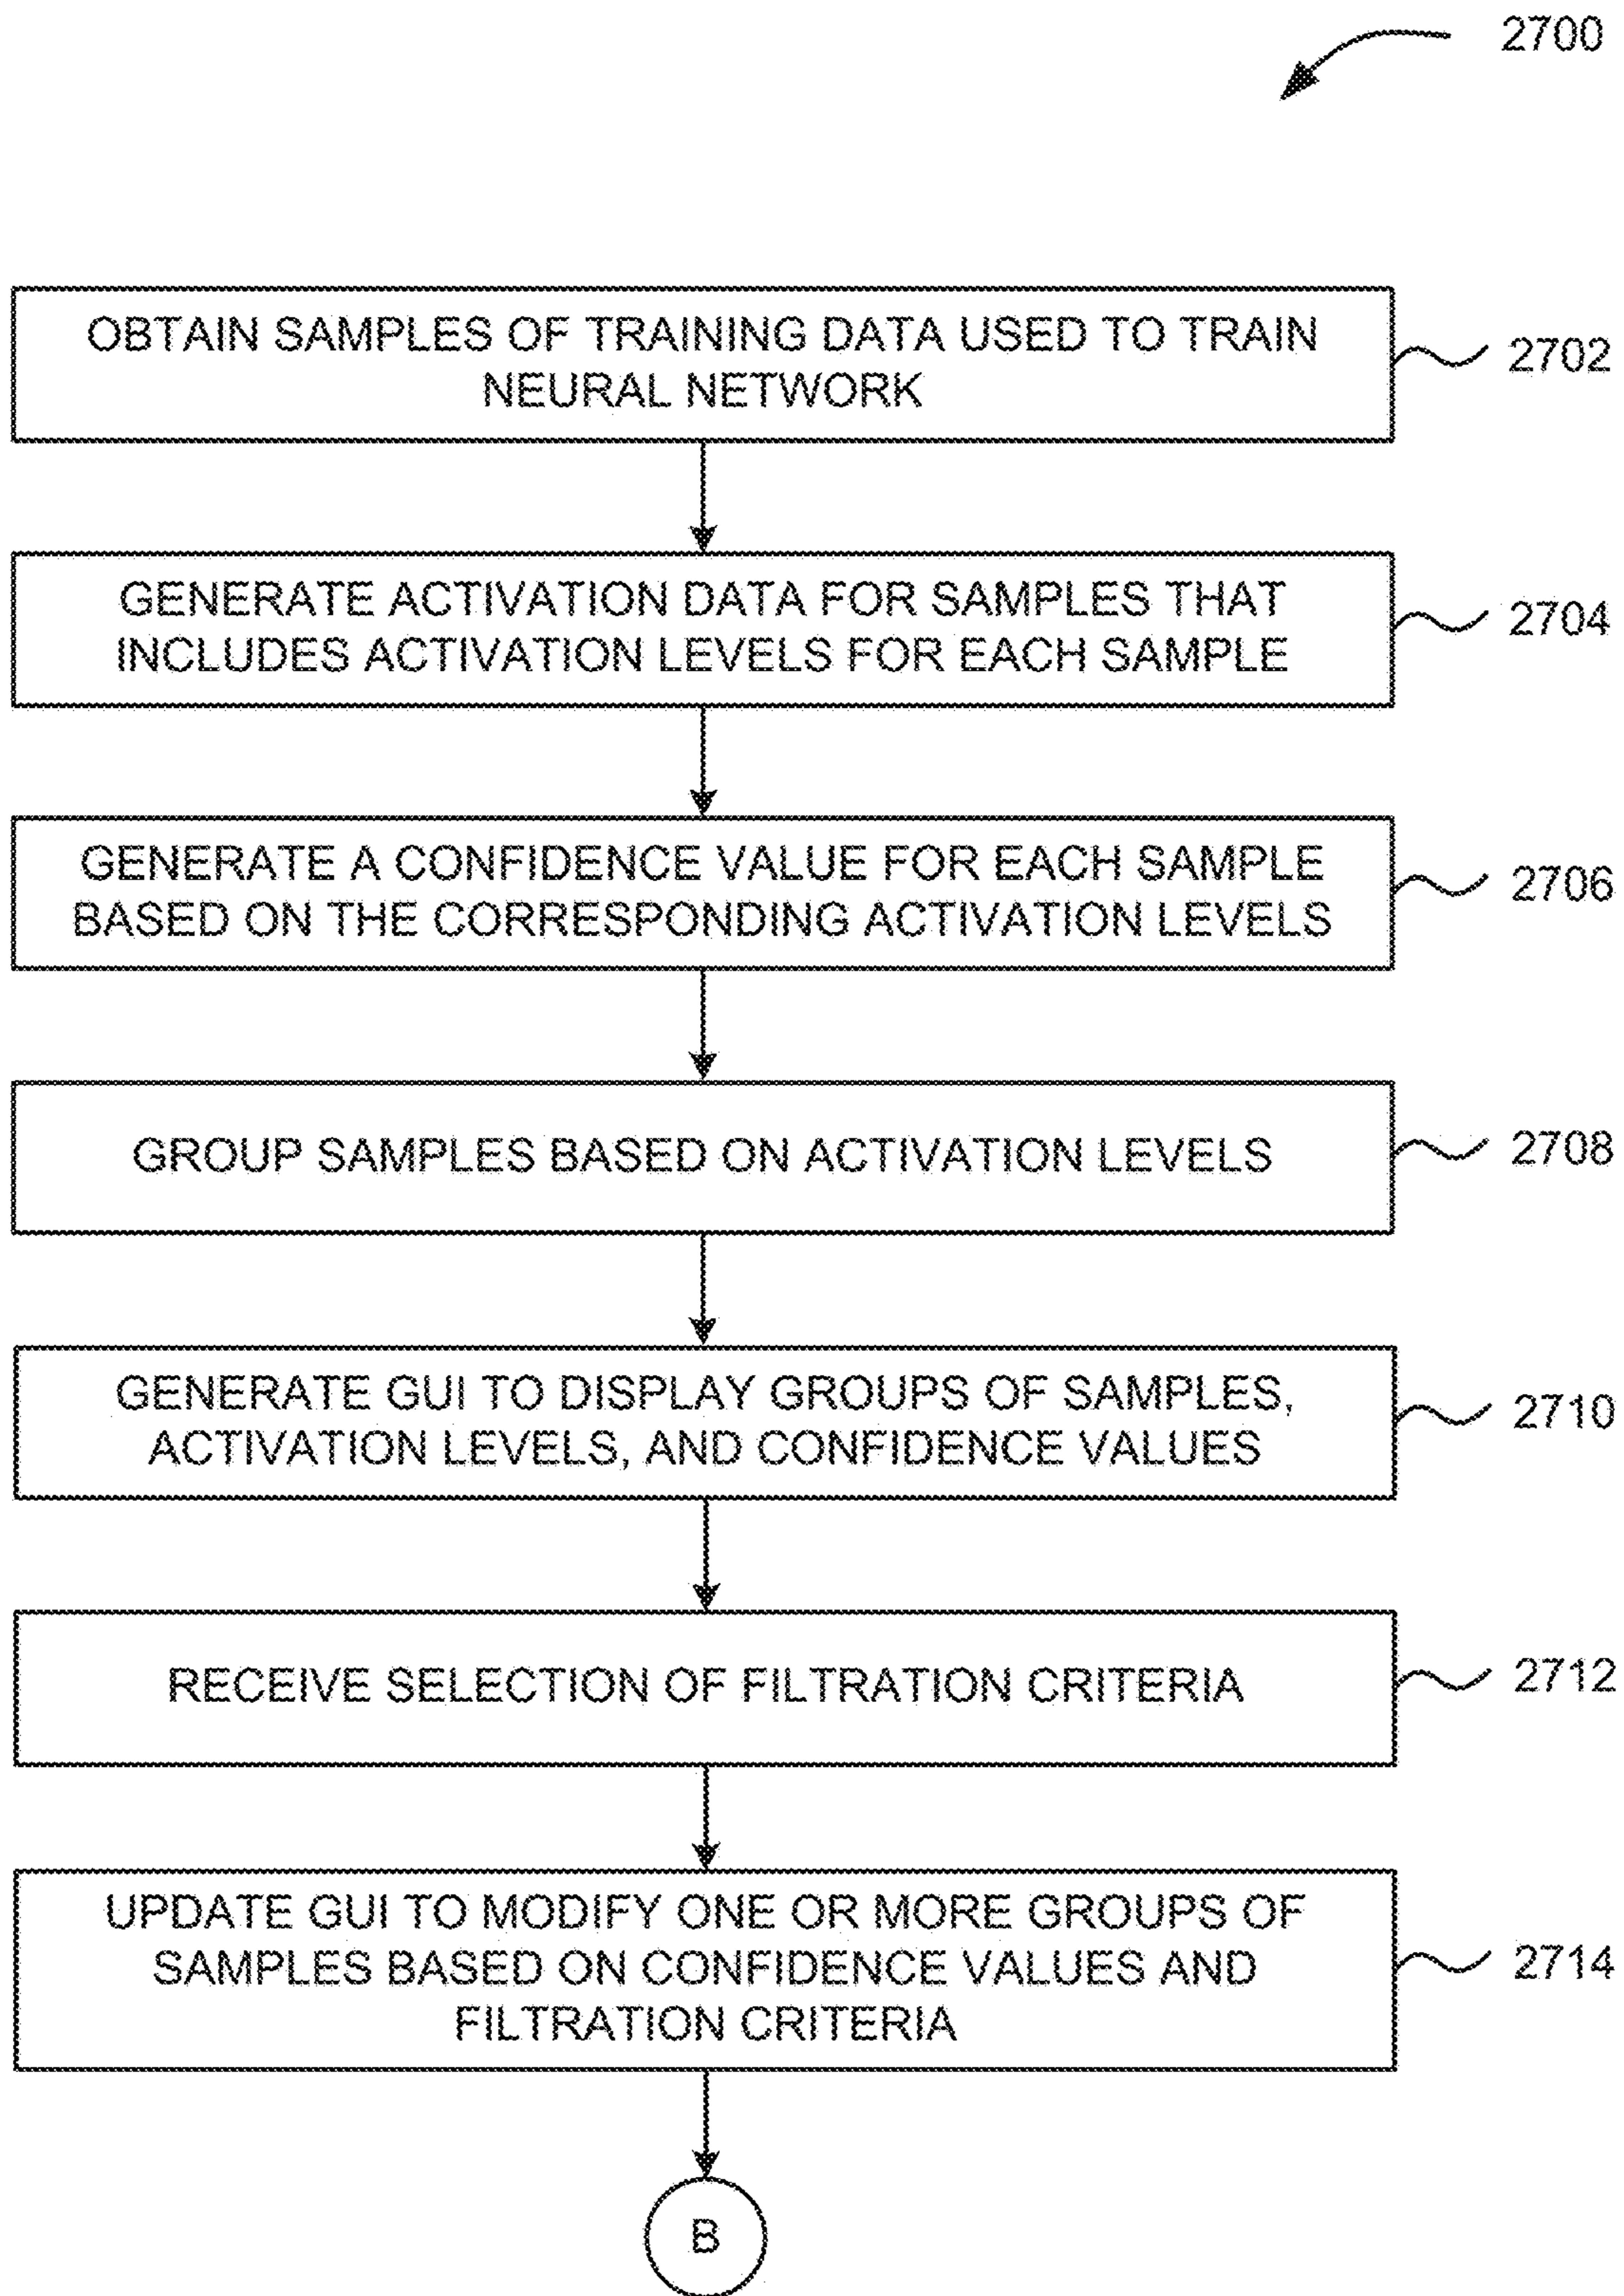 2700
OBTAIN SAMPLES OF TRAINING DATA USED TO TRAIN
NEURAL NETWORK
2702
GENERATE ACTIVATION DATA FOR SAMPLES THAT
INCLUDES ACTIVATION LEVELS FOR EACH SAMPLE
2704
GENERATE A CONFIDENCE VALUE FOR EACH SAMPLE
BASED ON THE CORRESPONDING ACTIVATION LEVELS
2706
GROUP SAMPLES BASED ON ACTIVATION LEVELS
2708
GENERATE GUI TO DISPLAY GROUPS OF SAMPLES,
ACTIVATION LEVELS, AND CONFIDENCE VALUES
2710
RECEIVE SELECTION OF FILTRATION CRITERIA
2712
UPDATE GUI TO MODIFY ONE OR MORE GROUPS OF
SAMPLES BASED ON CONFIDENCE VALUES AND
FILTRATION CRITERIA
2714
B